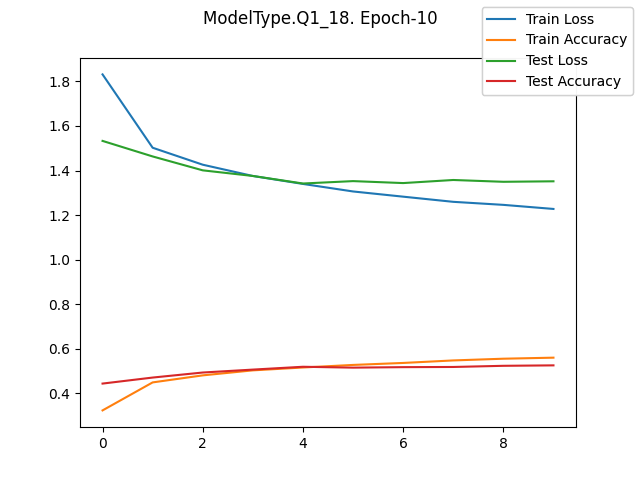 ModelType.Q1_18. Epoch-10
Train Loss
Train Accuracy
Test Loss
Test Accuracy
1.8
1.6
1.4
1.2
1.0
0.8
0.6
0.4
0 2 4 6 8